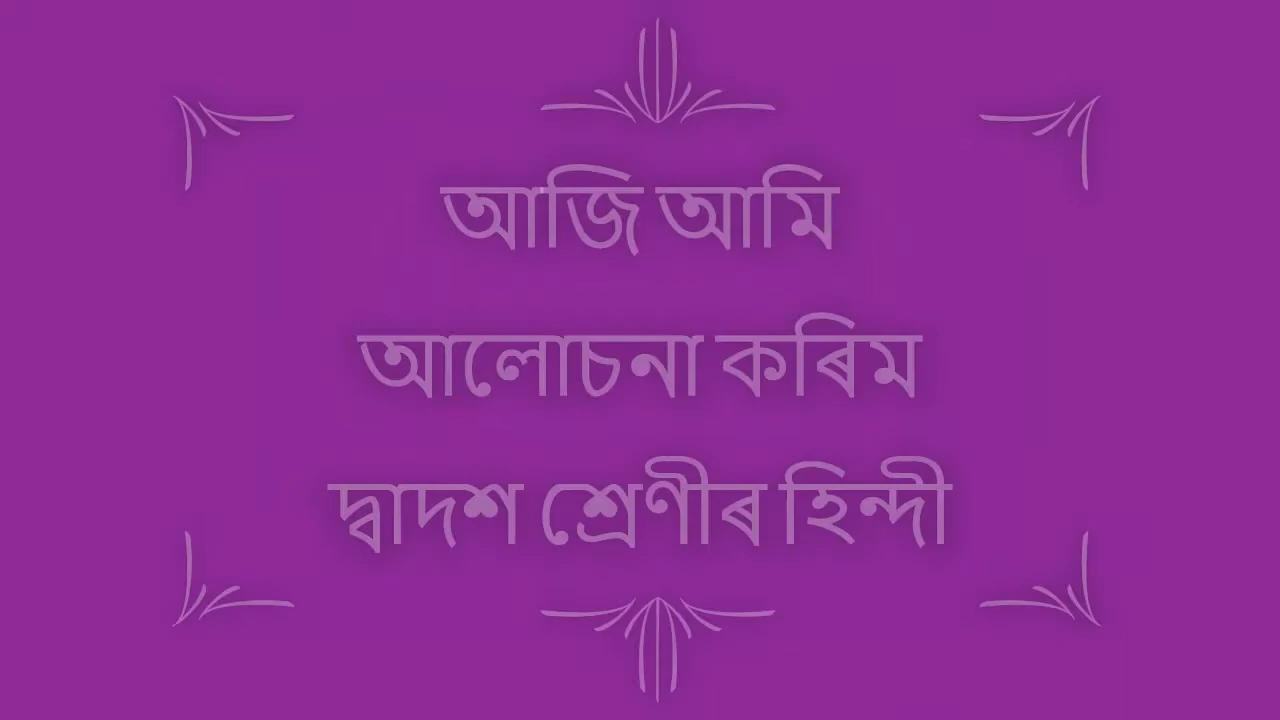 আজি আমি
আলোচনা কৰিম
দ্বাদশ শ্ৰেণীৰ হিন্দী